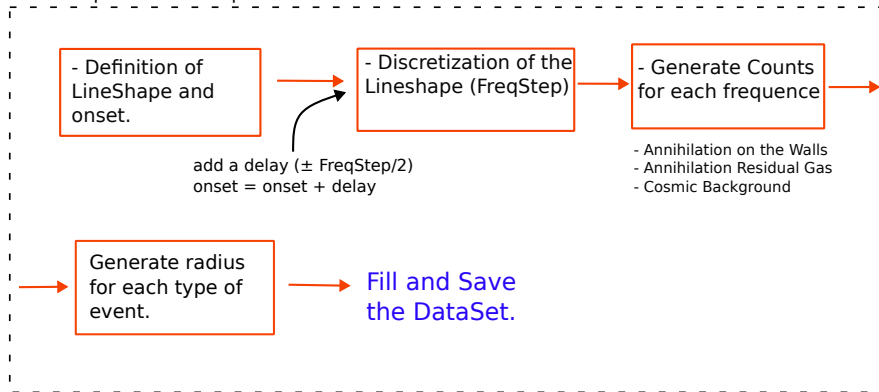 - Definition of
LineShape and
onset.
- Discretization of the
Lineshape (FreqStep)
- Generate Counts
for each frequence
add a delay (± FreqStep/2)
onset = onset + delay
- Annihilation on the Walls
- Annihilation Residual Gas
- Cosmic Background
Generate radius
for each type of
event.
Fill and Save
the DataSet.